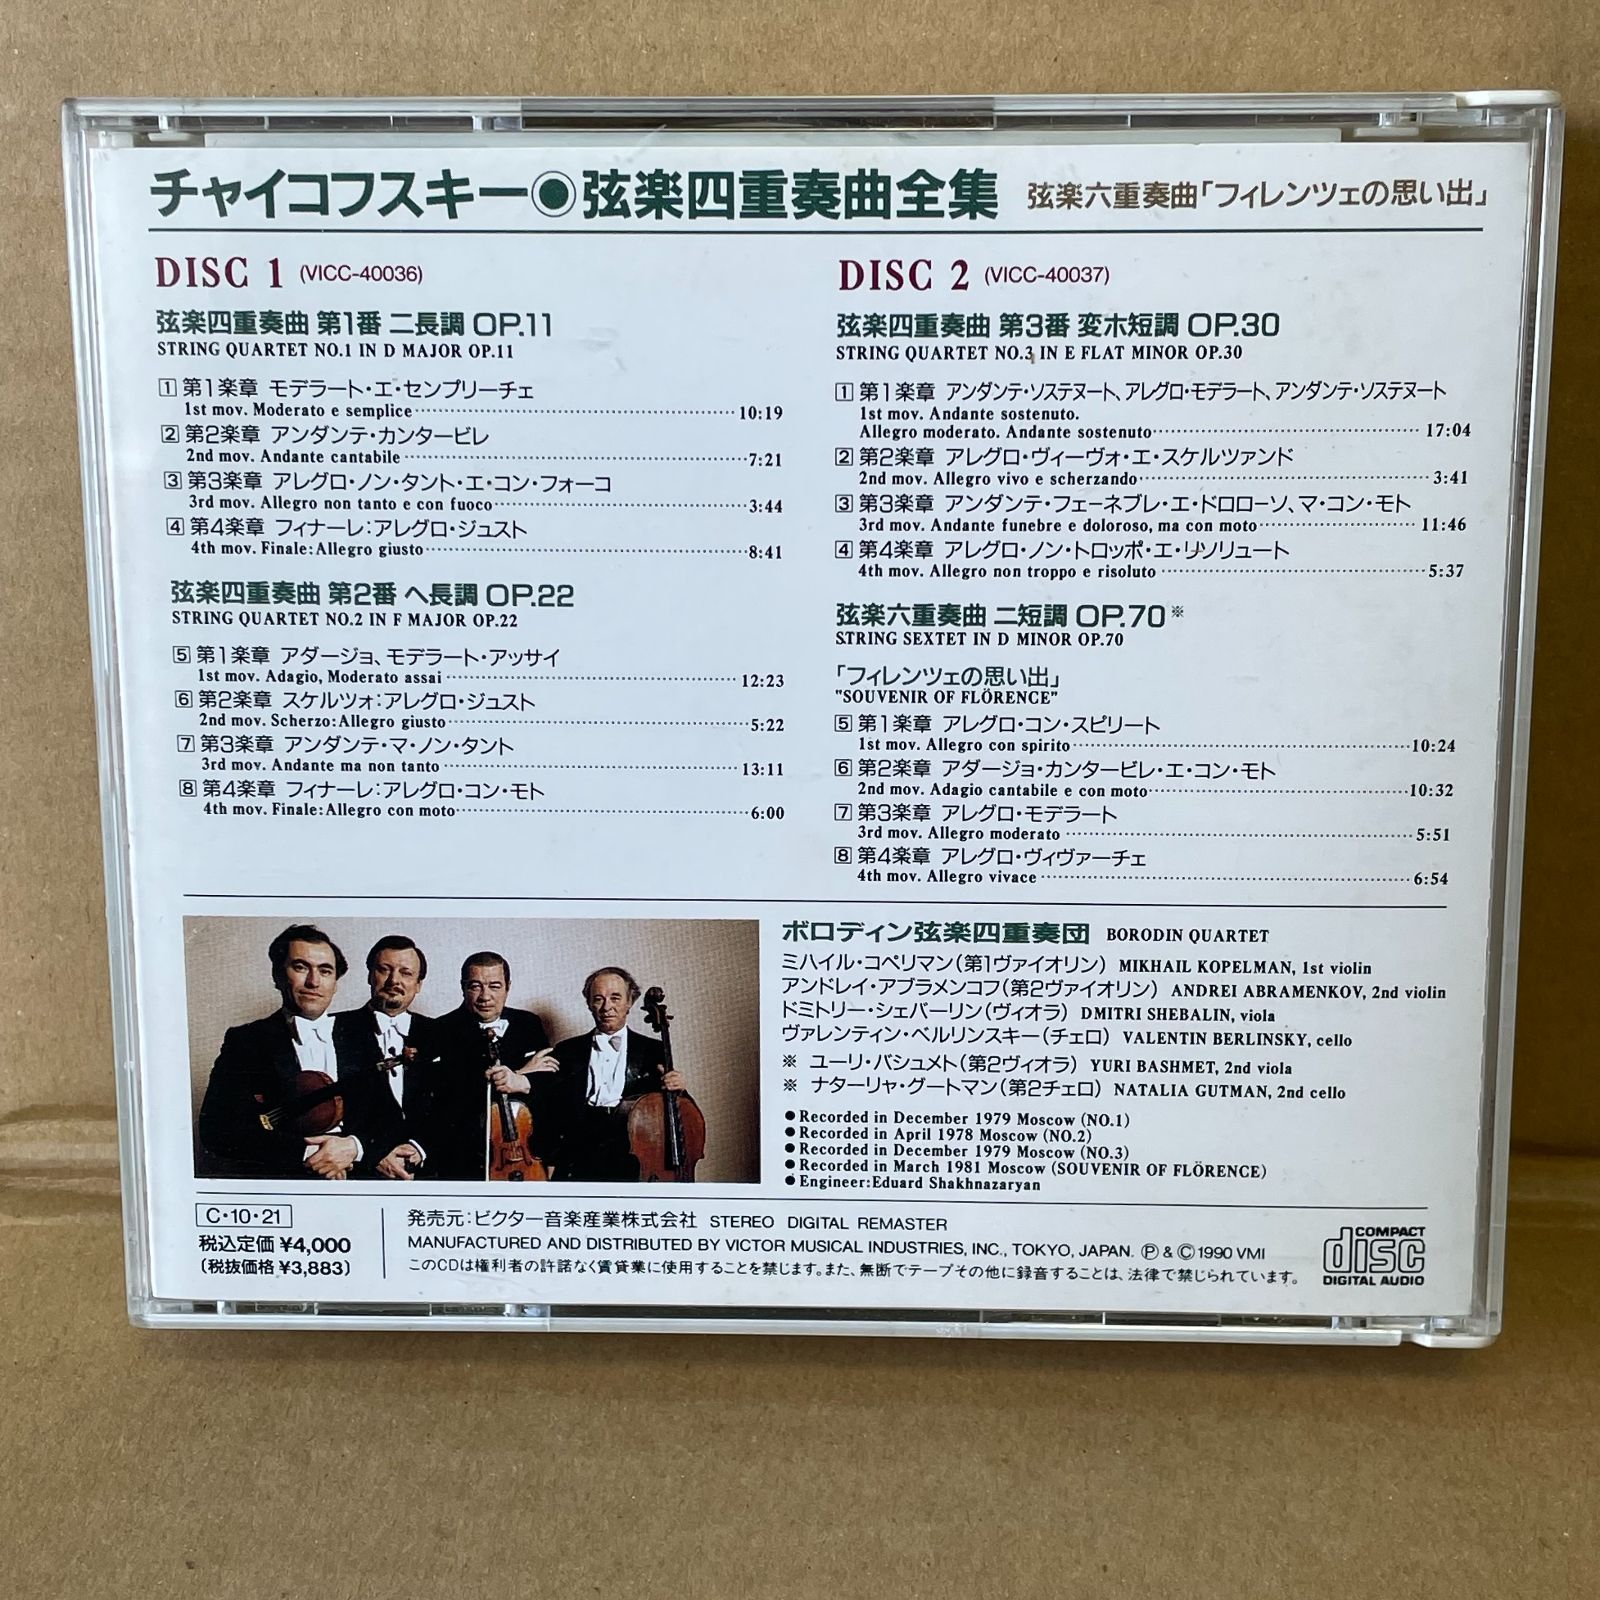 チャイコフスキー◉弦楽四重奏曲全集 弦楽六重奏曲「フィレンツェの思い出」
DISC 1 (VICC-40036)
弦楽四重奏曲 第1番 ニ長調 OP.11
STRING QUARTET NO.1 IN D MAJOR OP.11
1 第1楽章 モデラート・エ・センプリーチェ
1st mov. Moderato e semplice 10:19
2 第2楽章 アンダンテ・カンタービレ
2nd mov. Andante cantabile 7:21
3 第3楽章 アレグロ・ノン・タント・エ・コン・フォーコ
3rd mov. Allegro non tanto e con fuoco 3:44
4 第4楽章 フィナーレ:アレグロ・ジュスト
4th mov. Finale:Allegro giusto 8:41
弦楽四重奏曲 第2番 ヘ長調 OP.22
STRING QUARTET NO.2 IN F MAJOR OP.22
5 第1楽章 アダージョ、モデラート・アッサイ
1st mov. Adagio, Moderato assai 12:23
6 第2楽章 スケルツォ:アレグロ・ジュスト
2nd mov. Scherzo:Allegro giusto 5:22
7 第3楽章 アンダンテ・マ・ノン・タント
3rd mov. Andante ma non tanto 13:11
8 第4楽章 フィナーレ:アレグロ・コン・モト
4th mov. Finale:Allegro con moto 6:00
DISC 2 (VICC-40037)
弦楽四重奏曲 第3番 変ホ短調 OP.30
STRING QUARTET NO.3 IN E FLAT MINOR OP.30
1 第1楽章 アンダンテ・ソステヌート、アレグロ・モデラート、アンダンテ・ソステヌート
1st mov. Andante sostenuto.
Allegro moderato. Andante sostenuto 17:04
2 第2楽章 アレグロ・ヴィーヴォ・エ・スケルツァンド
2nd mov. Allegro vivo e scherzando 3:41
3 第3楽章 アンダンテ・フェーネブレ・エ・ドロローソ、マ・コン・モト
3rd mov. Andante funebre e doloroso, ma con moto 11:46
4 第4楽章 アレグロ・ノン・トロッポ・エ・リソリュート
4th mov. Allegro non troppo e risoluto 5:37
弦楽六重奏曲 ニ短調 OP.70※
STRING SEXTET IN D MINOR OP.70
「フィレンツェの思い出」
"SOUVENIR OF FLÖRENCE"
5 第1楽章 アレグロ・コン・スピリート
1st mov. Allegro con spirito 10:24
6 第2楽章 アダージョ・カンタービレ・エ・コン・モト
2nd mov. Adagio cantabile e con moto 10:32
7 第3楽章 アレグロ・モデラート
3rd mov. Allegro moderato 5:51
8 第4楽章 アレグロ・ヴィヴァーチェ
4th mov. Allegro vivace 6:54
ボロディン弦楽四重奏団 BORODIN QUARTET
ミハイル・コペリマン(第1ヴァイオリン) MIKHAIL KOPELMAN, 1st violin
アンドレイ・アブラメンコフ(第2ヴァイオリン) ANDREI ABRAMENKOV, 2nd violin
ドミトリー・シェバーリン(ヴィオラ) DMITRI SHEBALIN, viola
ヴァレンティン・ベルリンスキー(チェロ) VALENTIN BERLINSKY, cello
※ ユーリ・バシュメト(第2ヴィオラ) YURI BASHMET, 2nd viola
※ ナターリャ・グートマン(第2チェロ) NATALIA GUTMAN, 2nd cello
●Recorded in December 1979 Moscow (NO.1)
●Recorded in April 1978 Moscow (NO.2)
●Recorded in December 1979 Moscow (NO.3)
●Recorded in March 1981 Moscow (SOUVENIR OF FLÖRENCE)
●Engineer:Eduard Shakhnazaryan
C・10・21
税込定価 ¥4,000
(税抜価格 ¥3,883)
発売元:ビクター音楽産業株式会社 STEREO DIGITAL REMASTER
MANUFACTURED AND DISTRIBUTED BY VICTOR MUSICAL INDUSTRIES, INC., TOKYO, JAPAN. Ⓟ & Ⓒ 1990 VMI
このCDは権利者の許諾なく賃貸業に使用することを禁じます。また、無断でテープその他に録音することは、法律で禁じられています。
COMPACT
disc
DIGITAL AUDIO